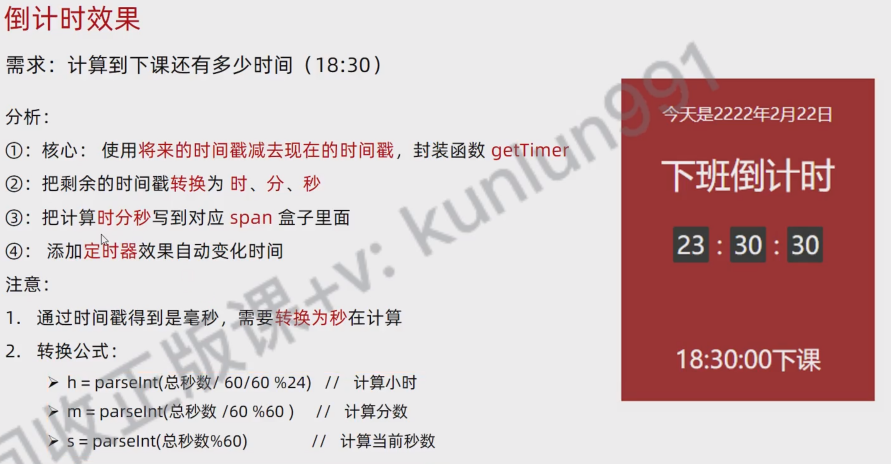 倒计时效果
需求：计算到下课还有多少时间（18:30）
分析：
①：核心： 使用将来的时间戳减去现在的时间戳，封装函数 getTimer
②：把剩余的时间戳转换为 时、分、秒
③：把计算时分秒写到对应 span 盒子里面
④： 添加定时器效果自动变化时间
注意：
1. 通过时间戳得到是毫秒，需要转换为秒在计算
2. 转换公式：
➢ h = parseInt(总秒数/ 60/60 %24) // 计算小时
➢ m = parseInt(总秒数 /60 %60 ) // 计算分数
➢ s = parseInt(总秒数%60) // 计算当前秒数
今天是2222年2月22日
下班倒计时
23 : 30 : 30
18:30:00下课
回收正版课+v: kunlun991